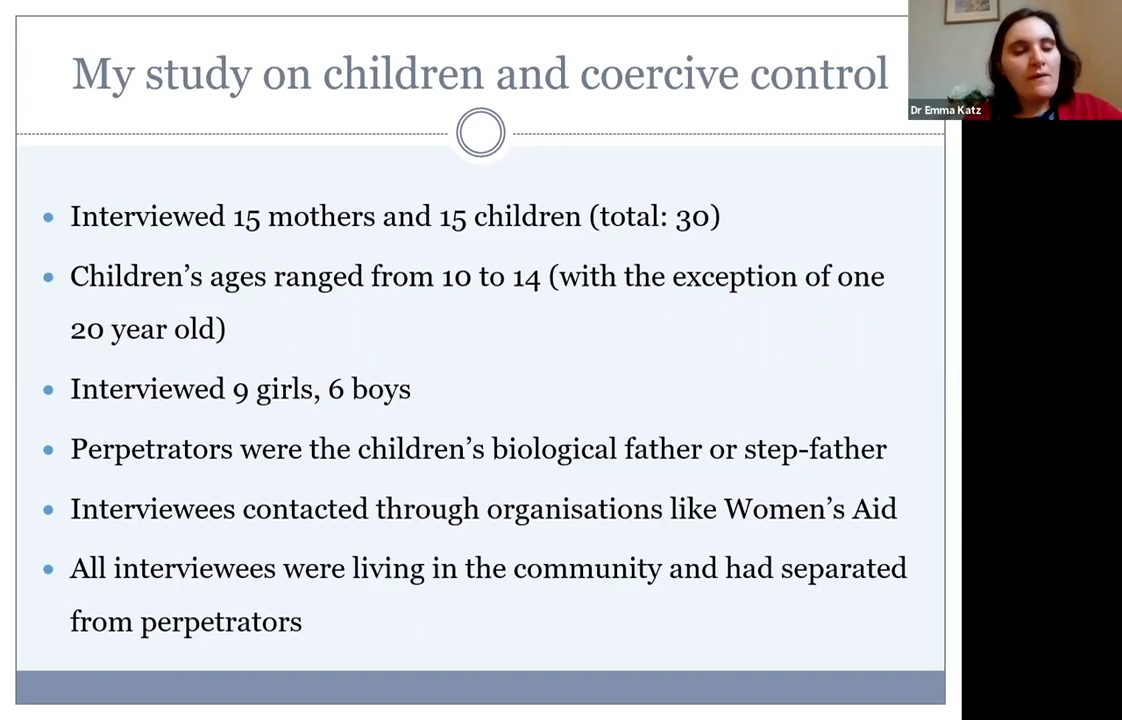 My study on children and coercive control
Dr Emma Katz
• Interviewed 15 mothers and 15 children (total: 30)
• Children’s ages ranged from 10 to 14 (with the exception of one
20 year old)
• Interviewed 9 girls, 6 boys
• Perpetrators were the children’s biological father or step-father
• Interviewees contacted through organisations like Women’s Aid
• All interviewees were living in the community and had separated
from perpetrators